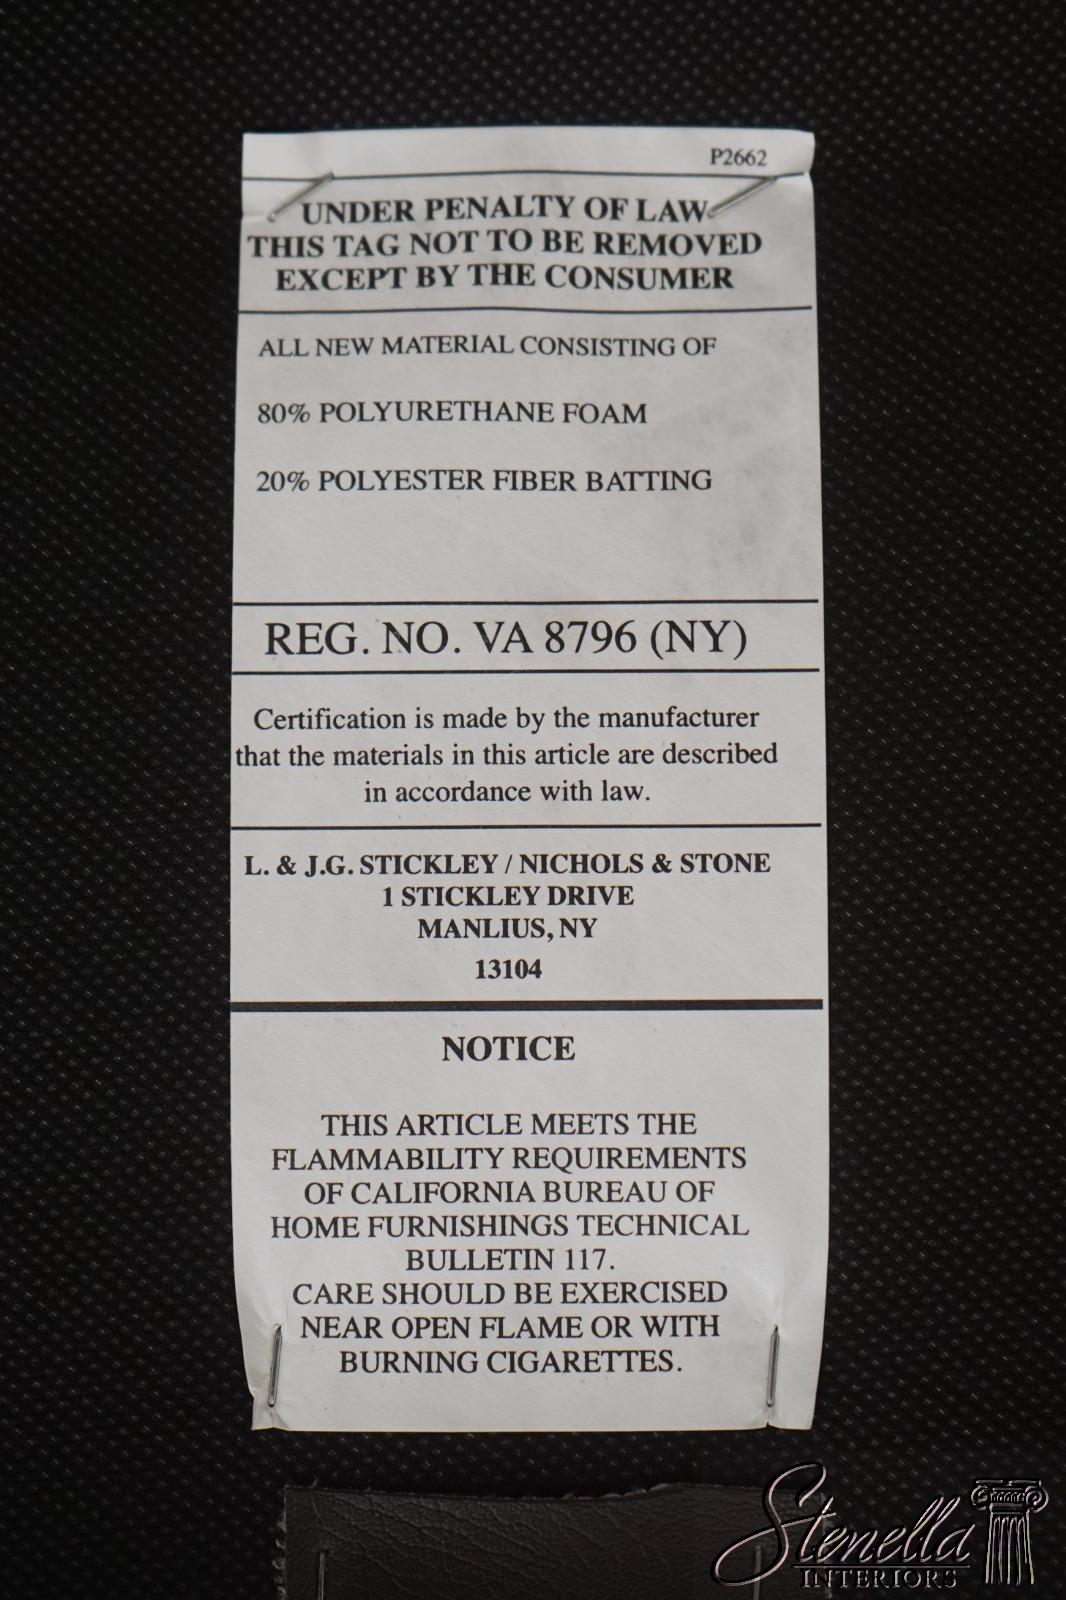 P2662
UNDER PENALTY OF LAW
THIS TAG NOT TO BE REMOVED
EXCEPT BY THE CONSUMER
ALL NEW MATERIAL CONSISTING OF
80% POLYURETHANE FOAM
20% POLYESTER FIBER BATTING
REG. NO. VA 8796 (NY)
Certification is made by the manufacturer
that the materials in this article are described
in accordance with law.
L. & J.G. STICKLEY / NICHOLS & STONE
1 STICKLEY DRIVE
MANLIUS, NY
13104
NOTICE
THIS ARTICLE MEETS THE
FLAMMABILITY REQUIREMENTS
OF CALIFORNIA BUREAU OF
HOME FURNISHINGS TECHNICAL
BULLETIN 117.
CARE SHOULD BE EXERCISED
NEAR OPEN FLAME OR WITH
BURNING CIGARETTES.
Stenella
INTERIORS